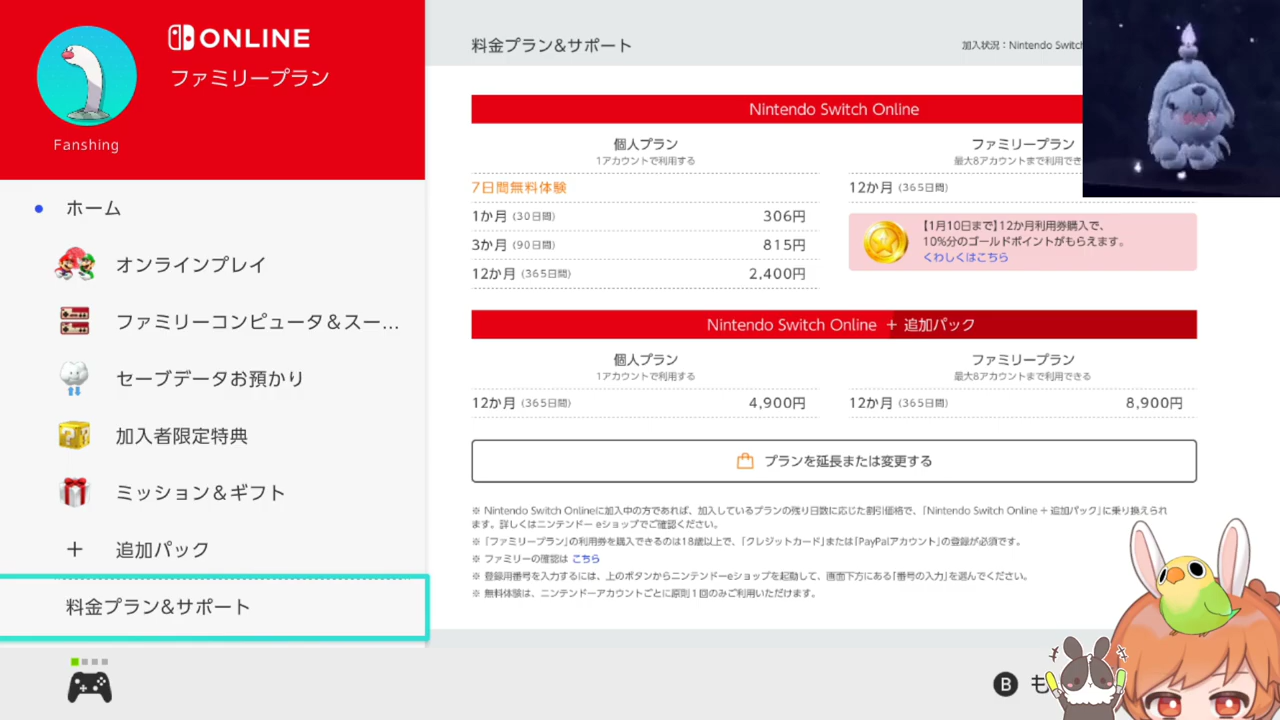 ONLINE
ファミリープラン
Fanshing
ホーム
オンラインプレイ
ファミリーコンピュータ&スー...
セーブデータお預かり
加入者限定特典
ミッション&ギフト
追加パック
料金プラン&サポート
料金プラン&サポート
加入状況:Nintendo Switch
Nintendo Switch Online
個人プラン
1アカウントで利用する
7日間無料体験
1か月 (30日間) 306円
3か月 (90日間) 815円
12か月 (365日間) 2,400円
ファミリープラン
最大8アカウントまで利用でき
12か月 (365日間)
【1月10日まで】12か月利用券購入で、
10%分のゴールドポイントがもらえます。
くわしくはこちら
Nintendo Switch Online + 追加パック
個人プラン
1アカウントで利用する
12か月 (365日間) 4,900円
ファミリープラン
最大8アカウントまで利用できる
12か月 (365日間) 8,900円
プランを延長または変更する
※ Nintendo Switch Onlineに加入中の方であれば、加入しているプランの残り日数に応じた割引価格で、「Nintendo Switch Online + 追加パック」に乗り換えられ
ます。詳しくはニンテンドー eショップでご確認ください。
※「ファミリープラン」の利用券を購入できるのは18歳以上で、「クレジットカード」または「PayPalアカウント」の登録が必須です。
※ ファミリーの確認は こちら
※ 登録用番号を入力するには、上のボタンからニンテンドーeショップを起動して、画面下方にある「番号の入力」を選んでください。
※ 無料体験は、ニンテンドーアカウントごとに原則1回のみご利用いただけます。
B も